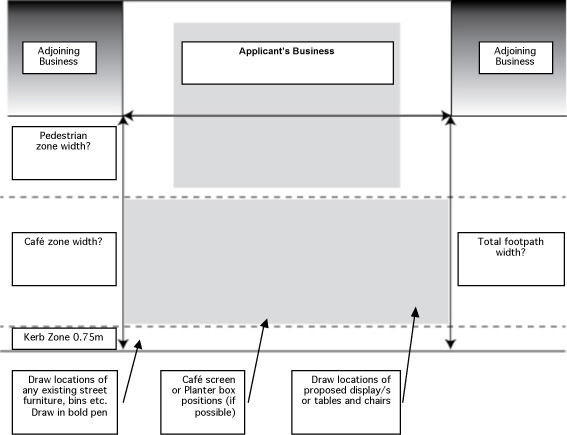 Adjoining
Business
Applicant's Business
Adjoining
Business
Pedestrian
zone width?
Café zone width?
Total footpath
width?
Kerb Zone 0.75m
Draw locations of
any existing street
furniture, bins etc.
Draw in bold pen
Café screen
or Planter box
positions (if
possible)
Draw locations of
proposed display/s
or tables and chairs